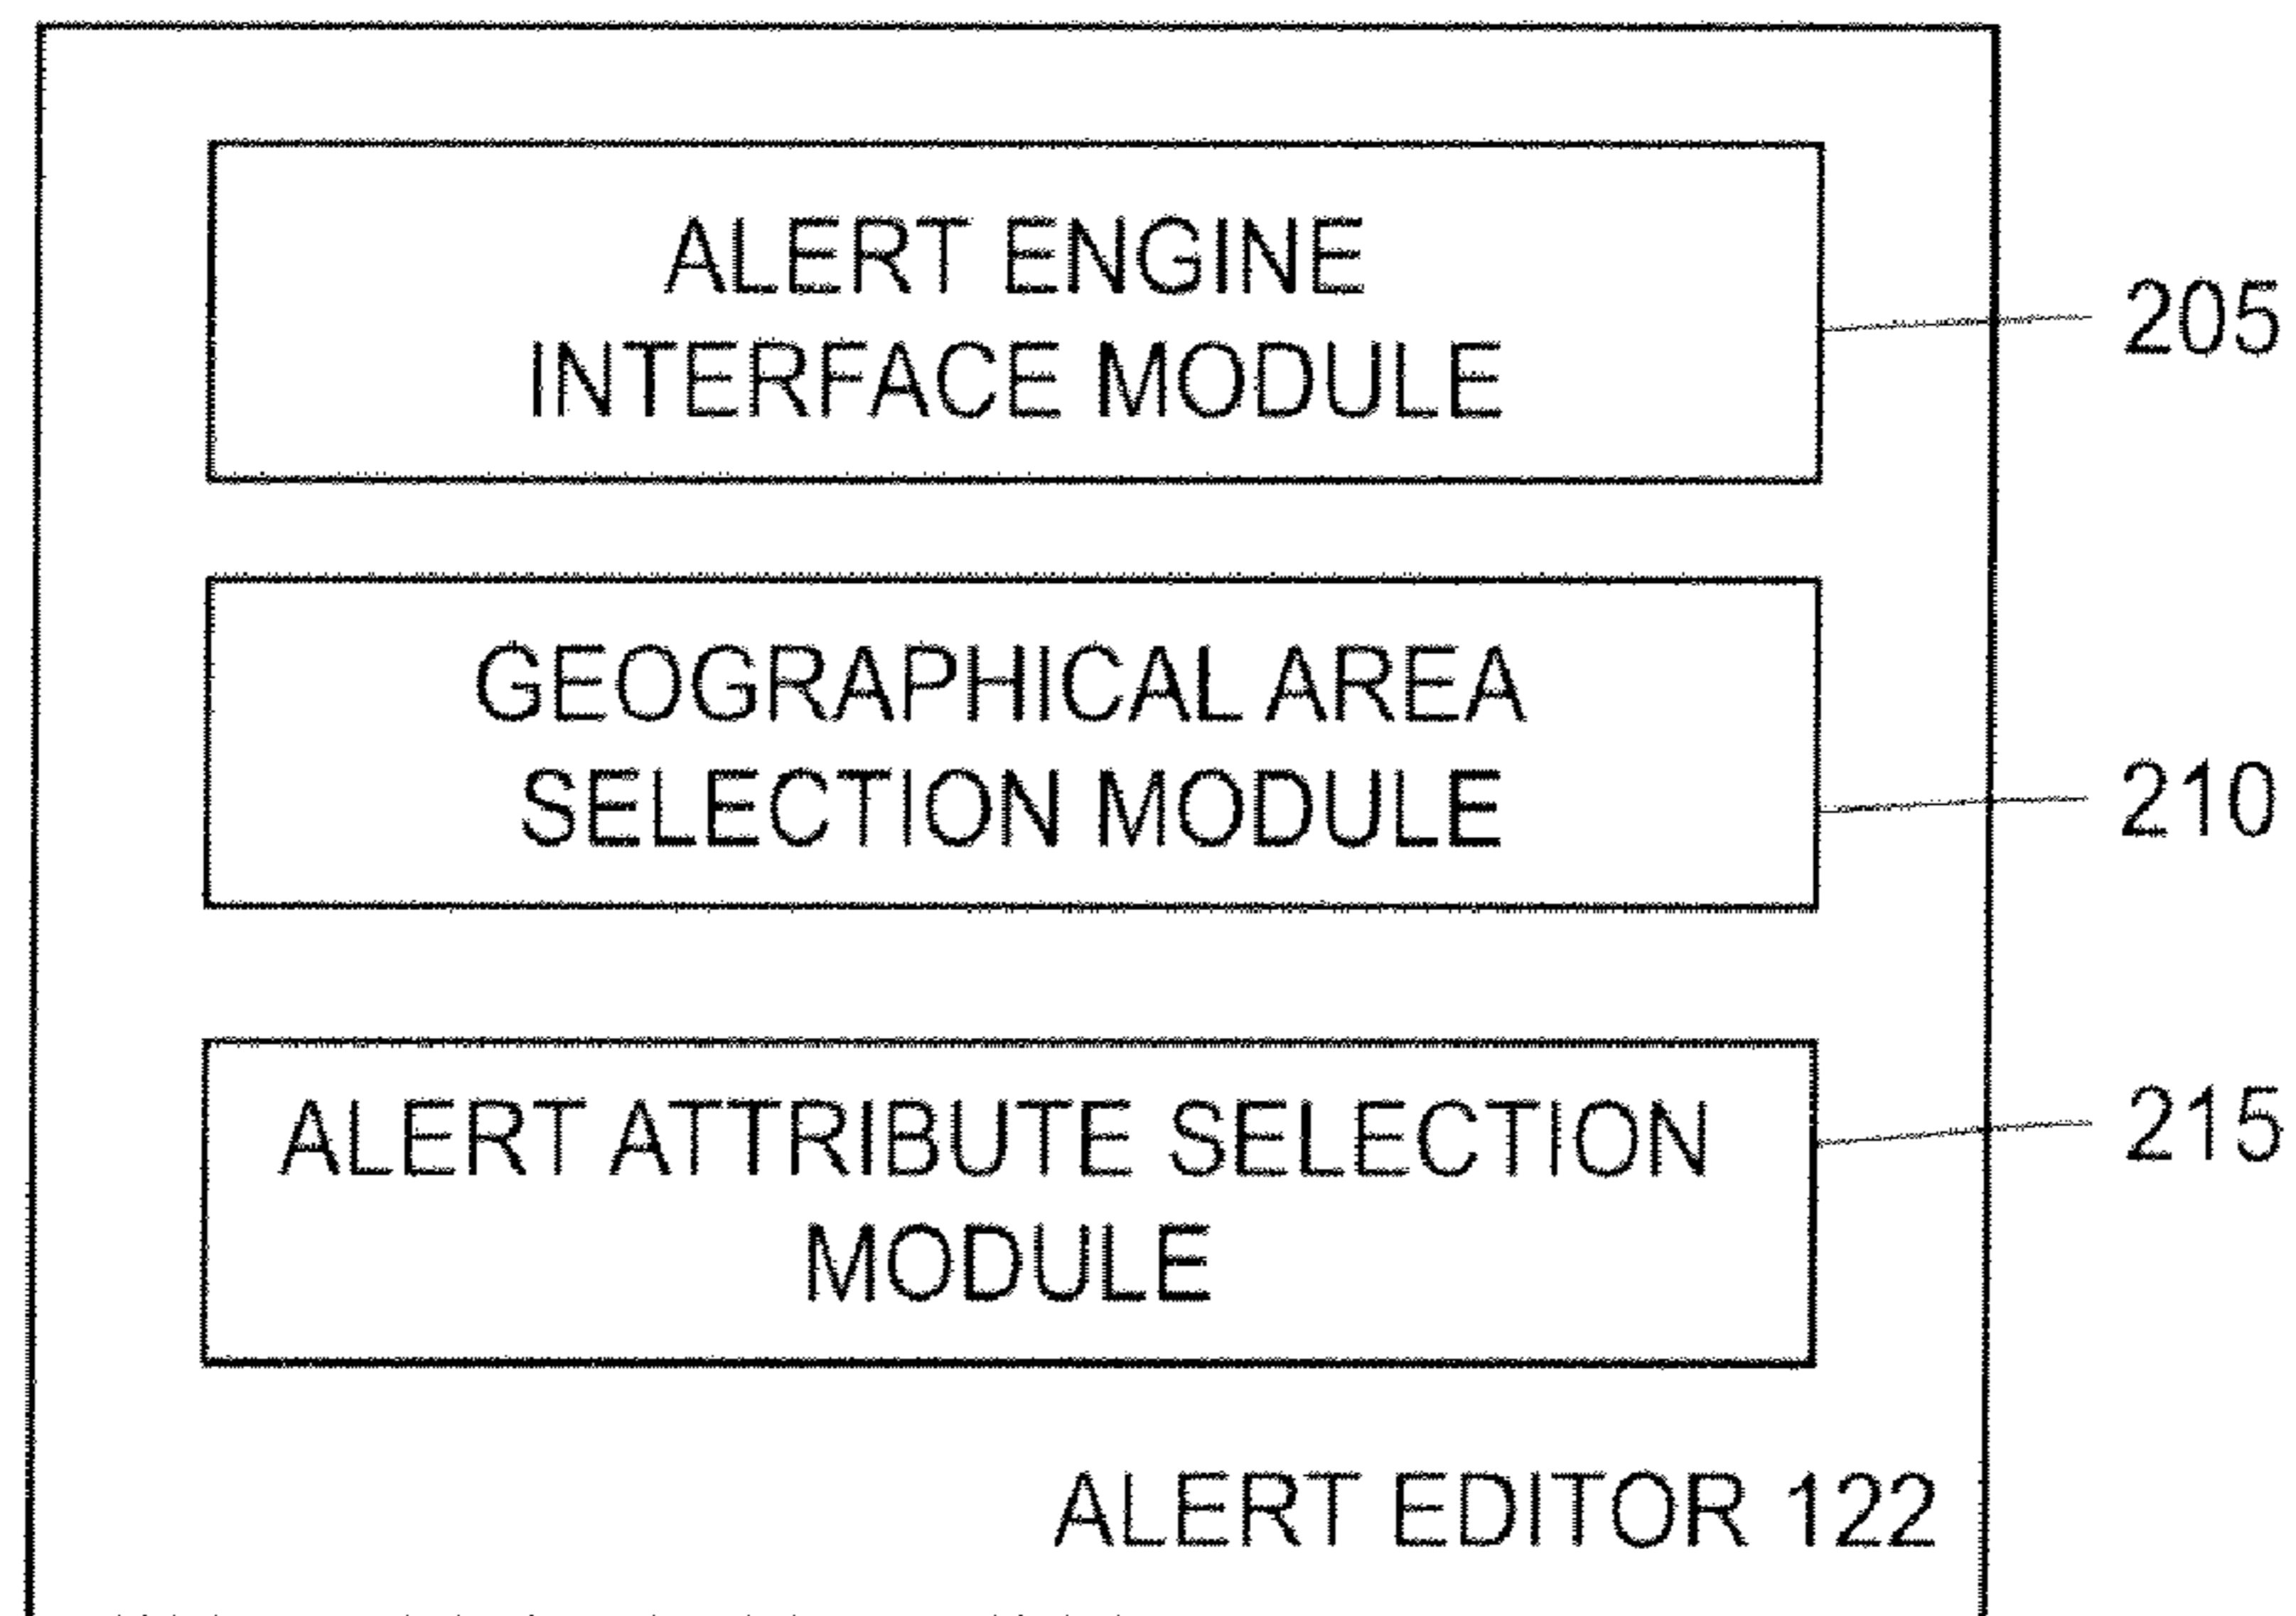 ALERT ENGINE
INTERFACE MODULE
205
GEOGRAPHICAL AREA
SELECTION MODULE
210
ALERT ATTRIBUTE SELECTION
MODULE
215
ALERT EDITOR 122